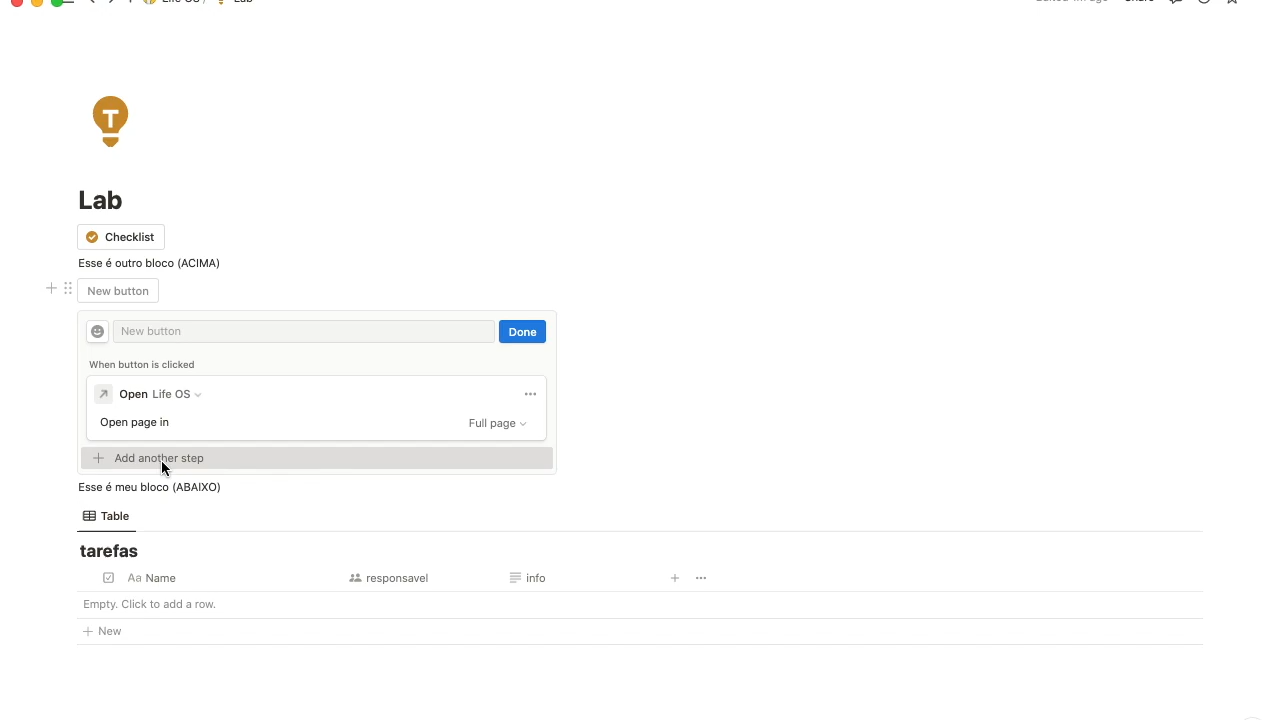 Lab
Checklist
Esse é outro bloco (ACIMA)
New button
New button
Done
When button is clicked
Open Life OS
Open page in
Full page
Add another step
Esse é meu bloco (ABAIXO)
Table
tarefas
Aa Name
responsavel
info
Empty. Click to add a row.
New